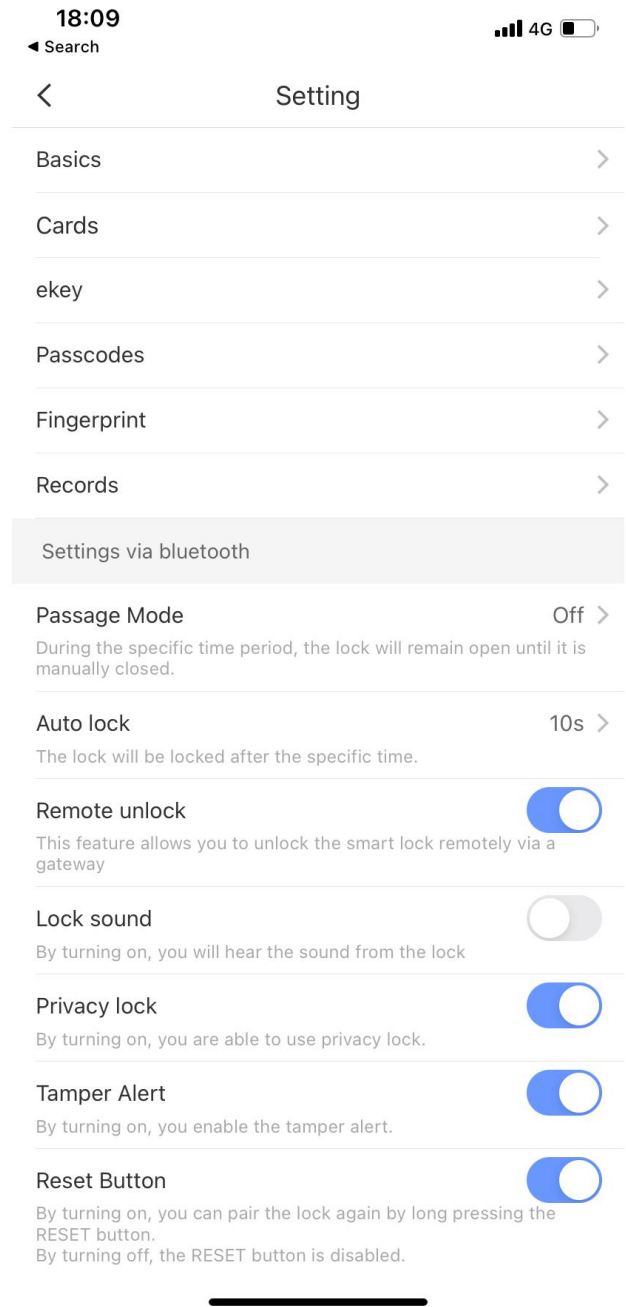 18:09
4G
◀ Search
Setting
Basics
Cards
ekey
Passcodes
Fingerprint
Records
Settings via bluetooth
Passage Mode Off
During the specific time period, the lock will remain open until it is
manually closed.
Auto lock 10s
The lock will be locked after the specific time.
Remote unlock
This feature allows you to unlock the smart lock remotely via a
gateway
Lock sound
By turning on, you will hear the sound from the lock
Privacy lock
By turning on, you are able to use privacy lock.
Tamper Alert
By turning on, you enable the tamper alert.
Reset Button
By turning on, you can pair the lock again by long pressing the
RESET button.
By turning off, the RESET button is disabled.